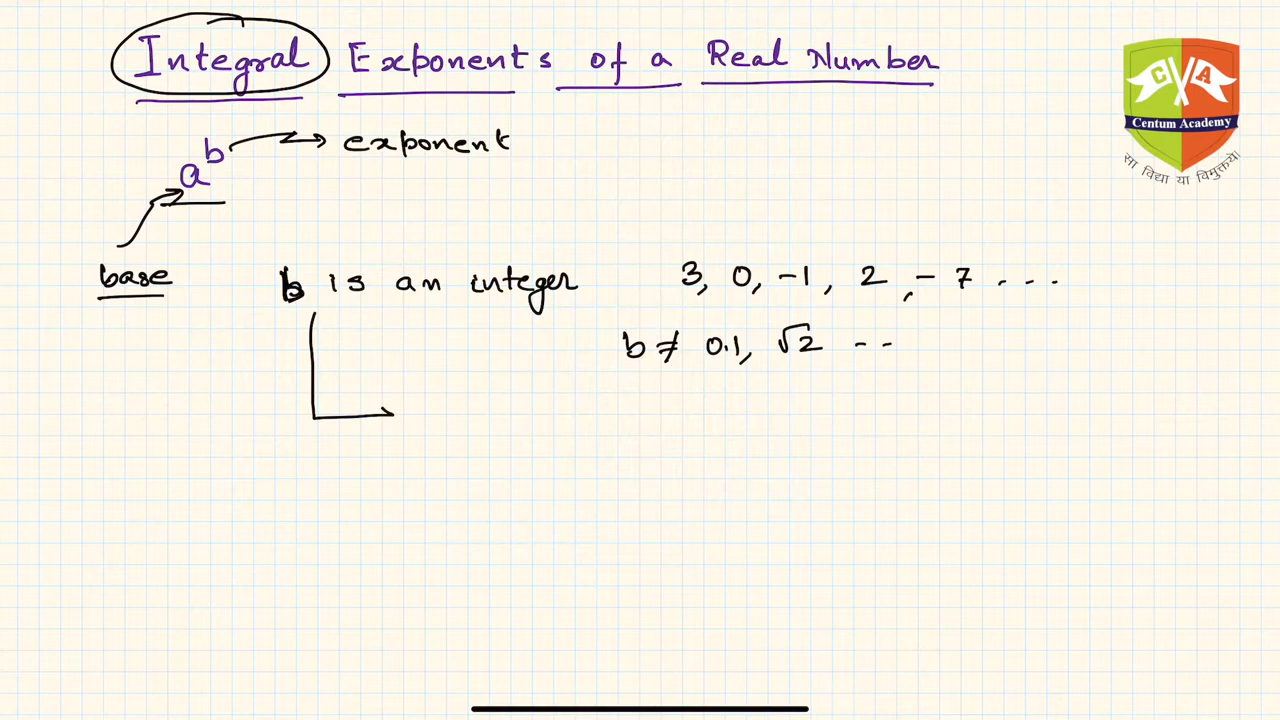 Integral Exponents of a Real Number
C A
Centum Academy
सा विद्या या विमुक्तये!
a^b → exponent
base
b is an integer 3, 0, -1, 2, -7 ...
b ≠ 0.1, √2 --